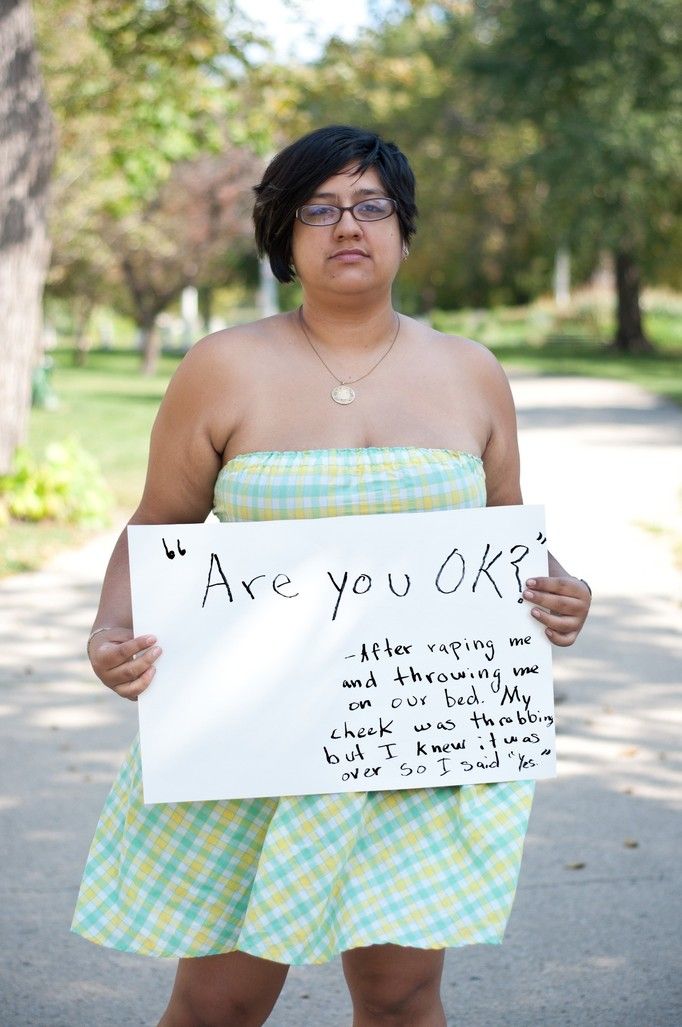 "Are you OK?"
-After raping me
and throwing me
on our bed. My
cheek was throbbing
but I knew it was
over so I said "Yes."